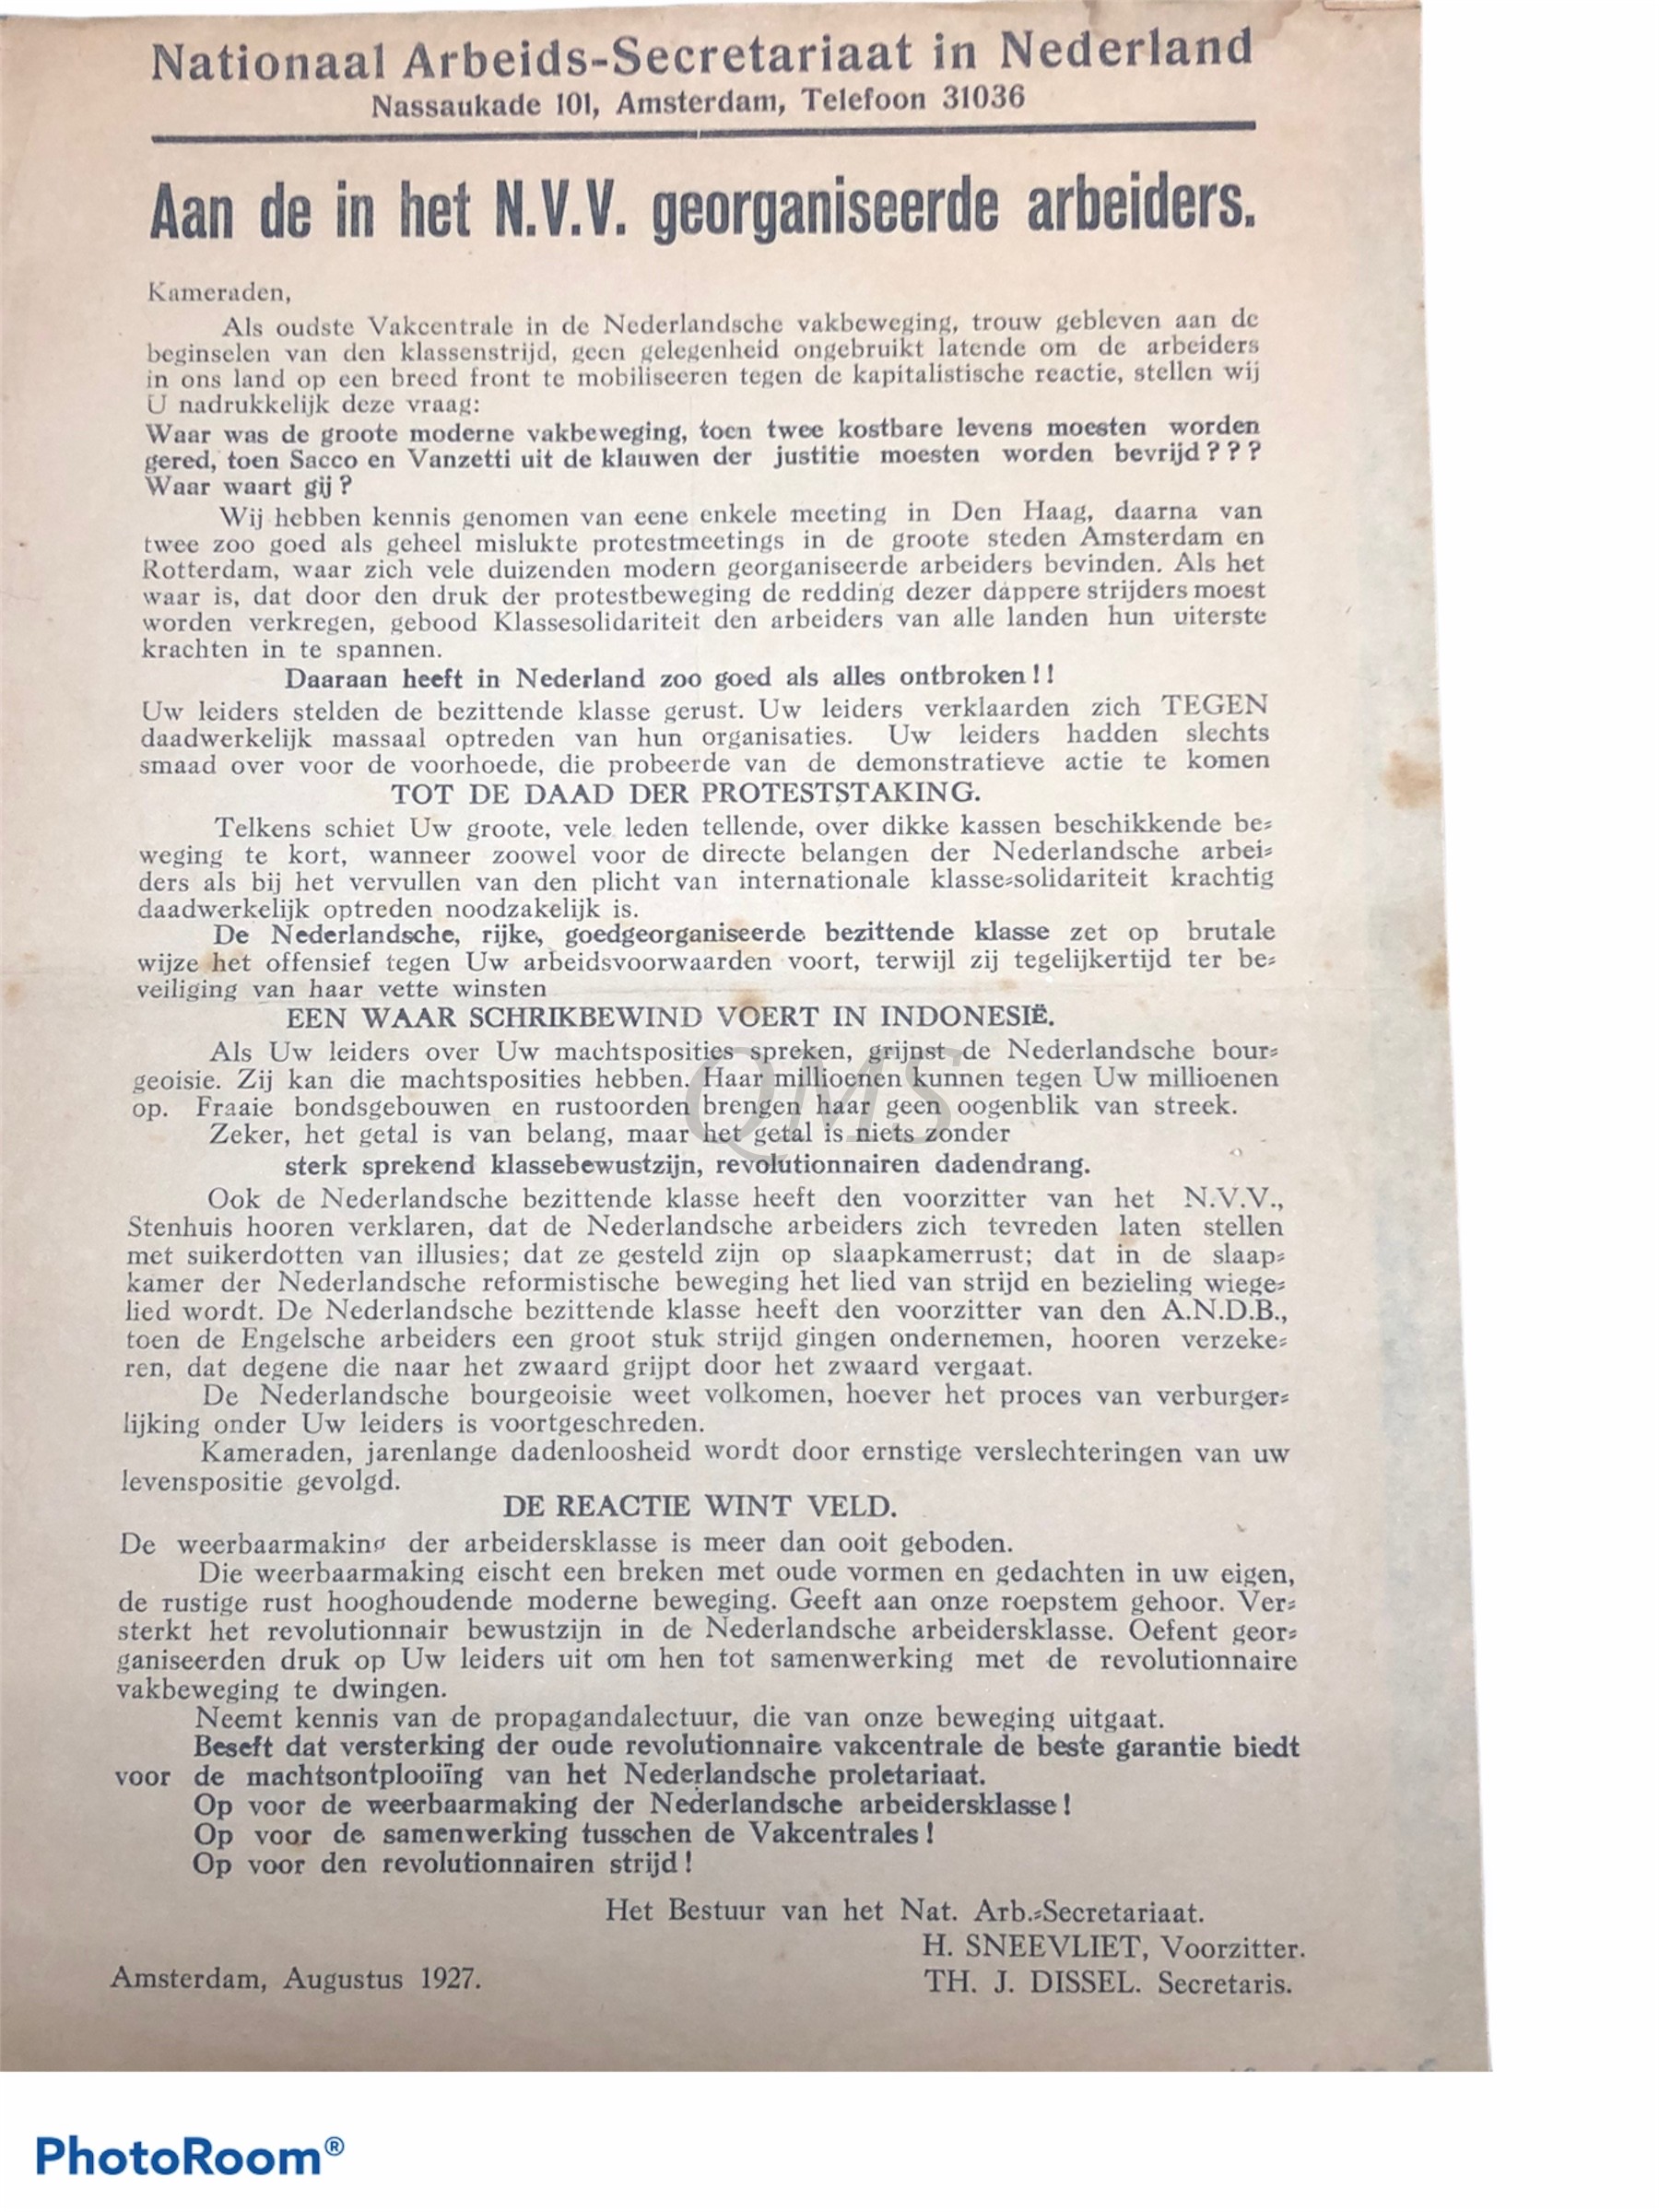 Nationaal Arbeids-Secretariaat in Nederland
Nassaukade 101, Amsterdam, Telefoon 31036
Aan de in het N.V.V. georganiseerde arbeiders.
Kameraden,
Als oudste Vakcentrale in de Nederlandsche vakbeweging, trouw gebleven aan de
beginselen van den klassenstrijd, geen gelegenheid ongebruikt latende om de arbeiders
in ons land op een breed front te mobiliseeren tegen de kapitalistische reactie, stellen wij
U nadrukkelijk deze vraag:
Waar was de groote moderne vakbeweging, toen twee kostbare levens moesten worden
gered, toen Sacco en Vanzetti uit de klauwen der justitie moesten worden bevrijd???
Waar waart gij?
Wij hebben kennis genomen van eene enkele meeting in Den Haag, daarna van
twee zoo goed als geheel mislukte protestmeetings in de groote steden Amsterdam en
Rotterdam, waar zich vele duizenden modern georganiseerde arbeiders bevinden. Als het
waar is, dat door den druk der protestbeweging de redding dezer dappere strijders moest
worden verkregen, gebood Klassesolidariteit den arbeiders van alle landen hun uiterste
krachten in te spannen.
Daaraan heeft in Nederland zoo goed als alles ontbroken!!
Uw leiders stelden de bezittende klasse gerust. Uw leiders verklaarden zich TEGEN
daadwerkelijk massaal optreden van hun organisaties. Uw leiders hadden slechts
smaad over voor de voorhoede, die probeerde van de demonstratieve actie te komen
TOT DE DAAD DER PROTESTSTAKING.
Telkens schiet Uw groote, vele leden tellende, over dikke kassen beschikkende be-
weging te kort, wanneer zoowel voor de directe belangen der Nederlandsche arbei-
ders als bij het vervullen van den plicht van internationale klasse-solidariteit krachtig
daadwerkelijk optreden noodzakelijk is.
De Nederlandsche, rijke, goedgeorganiseerde bezittende klasse zet op brutale
wijze het offensief tegen Uw arbeidsvoorwaarden voort, terwijl zij tegelijkertijd ter be-
veiliging van haar vette winsten
EEN WAAR SCHRIKBEWIND VOERT IN INDONESIË.
Als Uw leiders over Uw machtsposities spreken, grijnst de Nederlandsche bour-
geoisie. Zij kan die machtsposities hebben. Haar millioenen kunnen tegen Uw millioenen
op. Fraaie bondsgebouwen en rustoorden brengen haar geen oogenblik van streek.
Zeker, het getal is van belang, maar het getal is niets zonder
sterk sprekend klassebewustzijn, revolutionnairen dadendrang.
Ook de Nederlandsche bezittende klasse heeft den voorzitter van het N.V.V.,
Stenhuis hooren verklaren, dat de Nederlandsche arbeiders zich tevreden laten stellen
met suikerdotten van illusies; dat ze gesteld zijn op slaapkamerrust; dat in de slaap-
kamer der Nederlandsche reformistische beweging het lied van strijd en bezieling wiege-
lied wordt. De Nederlandsche bezittende klasse heeft den voorzitter van den A.N.D.B.,
toen de Engelsche arbeiders een groot stuk strijd gingen ondernemen, hooren verzeke-
ren, dat degene die naar het zwaard grijpt door het zwaard vergaat.
De Nederlandsche bourgeoisie weet volkomen, hoever het proces van verburger-
lijking onder Uw leiders is voortgeschreden.
Kameraden, jarenlange dadenloosheid wordt door ernstige verslechteringen van uw
levenspositie gevolgd.
DE REACTIE WINT VELD.
De weerbaarmaking der arbeidersklasse is meer dan ooit geboden.
Die weerbaarmaking eischt een breken met oude vormen en gedachten in uw eigen,
de rustige rust hooghoudende moderne beweging. Geeft aan onze roepstem gehoor. Ver-
sterkt het revolutionnair bewustzijn in de Nederlandsche arbeidersklasse. Oefent geor-
ganiseerden druk op Uw leiders uit om hen tot samenwerking met de revolutionnaire
vakbeweging te dwingen.
Neemt kennis van de propagandalectuur, die van onze beweging uitgaat.
Beseft dat versterking der oude revolutionnaire vakcentrale de beste garantie biedt
voor de machtsontplooiïng van het Nederlandsche proletariaat.
Op voor de weerbaarmaking der Nederlandsche arbeidersklasse!
Op voor de samenwerking tusschen de Vakcentrales!
Op voor den revolutionnairen strijd!
Het Bestuur van het Nat. Arb.-Secretariaat.
H. SNEEVLIET, Voorzitter.
Amsterdam, Augustus 1927.
TH. J. DISSEL. Secretaris.
QMS
PhotoRoom®